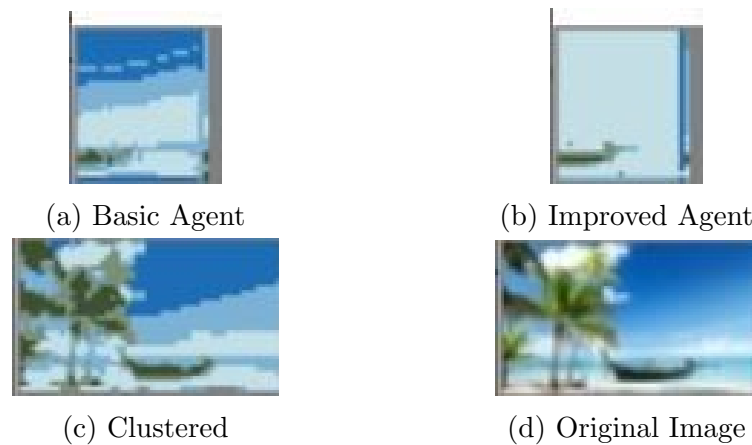 (a) Basic Agent
(b) Improved Agent
(c) Clustered
(d) Original Image